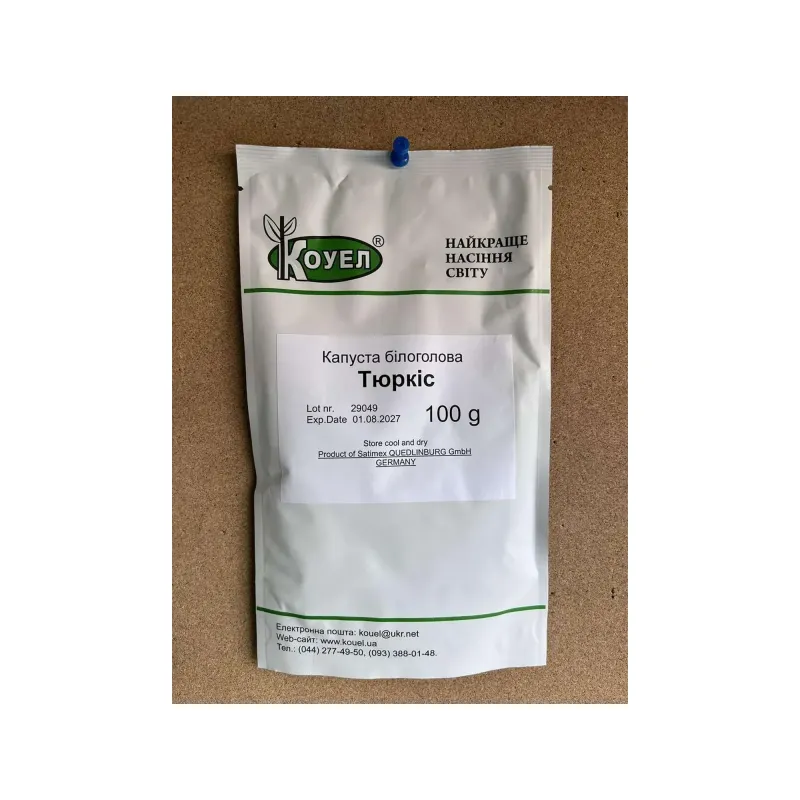 КОУЕЛ ®
НАЙКРАЩЕ
НАСІННЯ
СВІТУ
Капуста білоголова
Тюркіс
Lot nr. 29049
Exp.Date 01.08.2027
100 g
Store cool and dry
Product of Satimex QUEDLINBURG GmbH
GERMANY
Електронна пошта: kouel@ukr.net
Web-сайт: www.kouel.ua
Тел.: (044) 277-49-50, (093) 388-01-48.